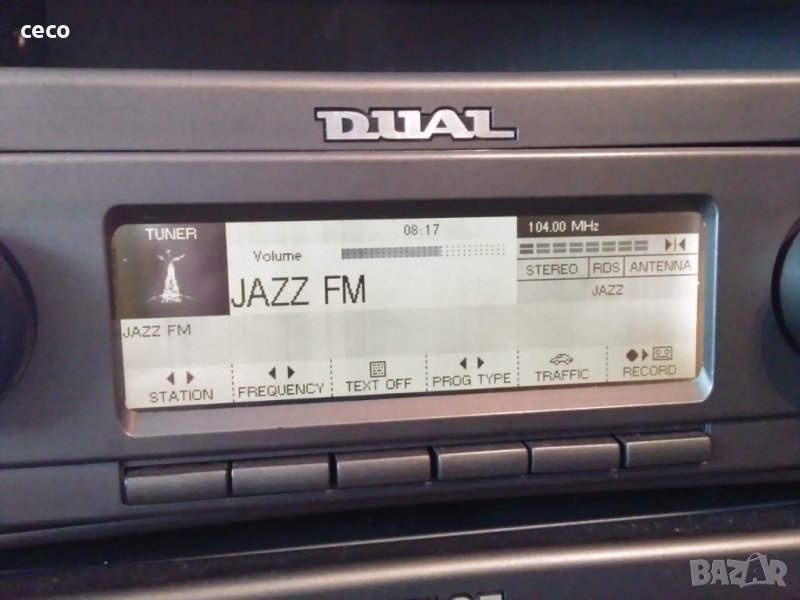 ceco
DUAL
TUNER
08:17
104.00 MHz
Volume
STEREO RDS ANTENNA
JAZZ FM
JAZZ
JAZZ FM
STATION FREQUENCY TEXT OFF PROG TYPE TRAFFIC RECORD
BAZAR